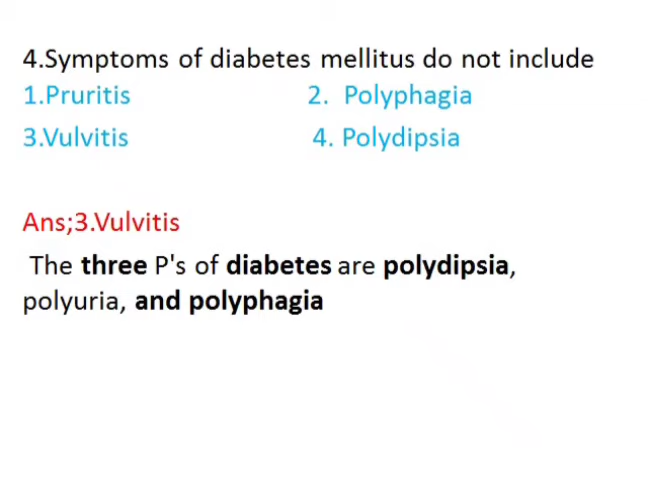 4.Symptoms of diabetes mellitus do not include
1.Pruritis 2. Polyphagia
3.Vulvitis 4. Polydipsia
Ans;3.Vulvitis
The three P's of diabetes are polydipsia,
polyuria, and polyphagia